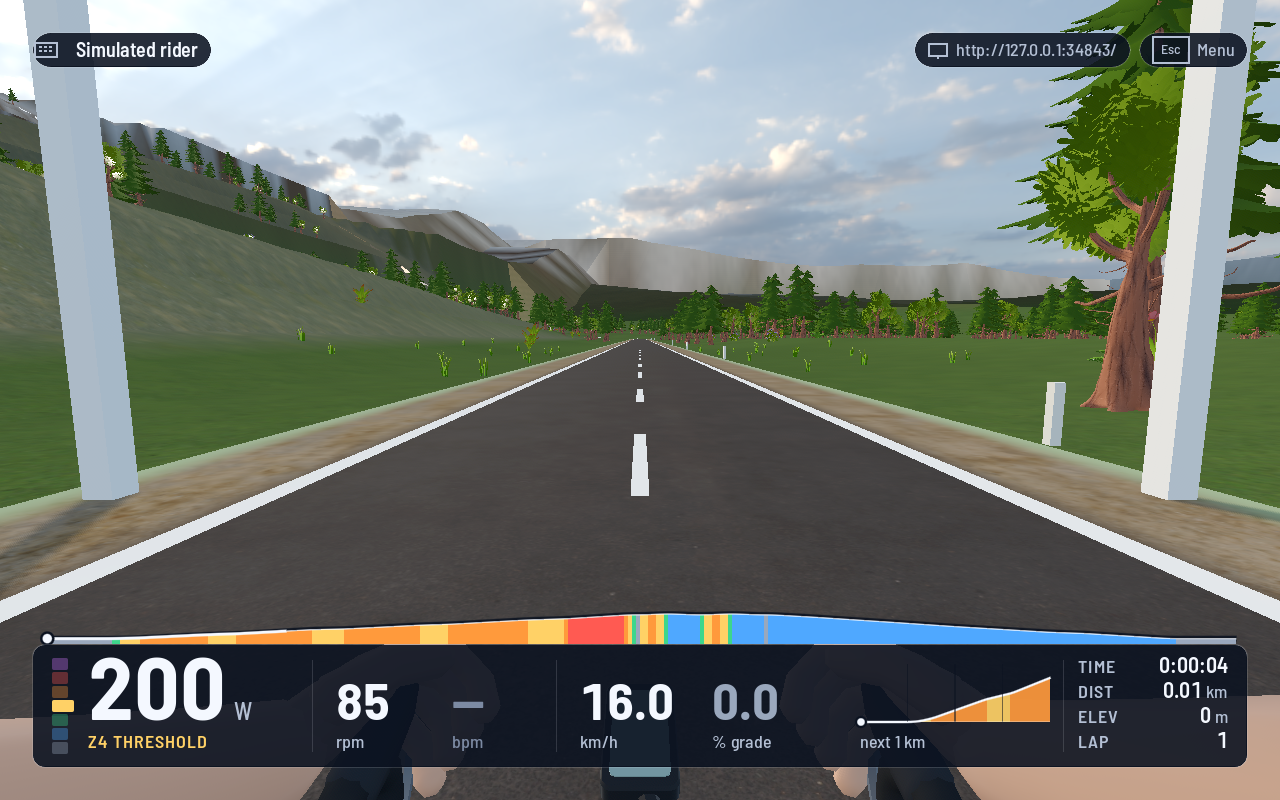 Simulated rider
http://127.0.0.1:34843/
Esc Menu
200 W
Z4 THRESHOLD
85 rpm
— bpm
16.0 km/h
0.0 % grade
next 1 km
TIME 0:00:04
DIST 0.01 km
ELEV 0 m
LAP 1